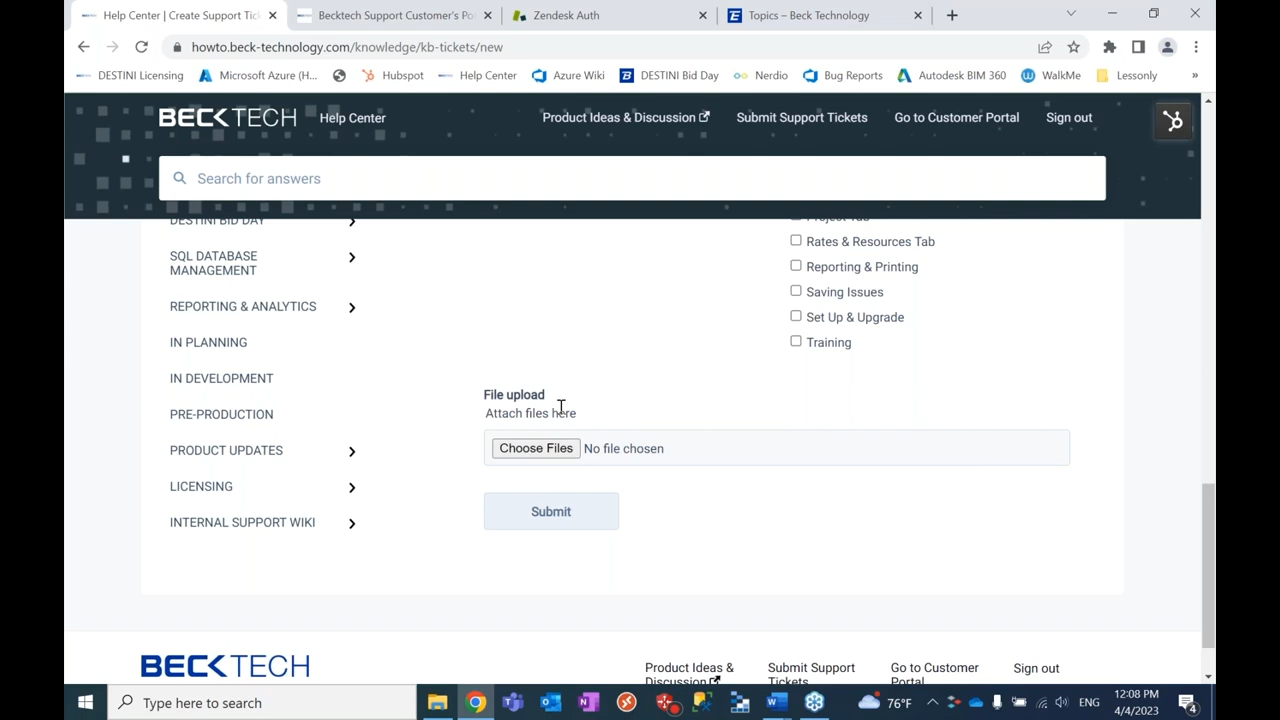 Help Center | Create Support Tic
Becktech Support Customer's Po
Zendesk Auth
Topics – Beck Technology
howto.beck-technology.com/knowledge/kb-tickets/new
DESTINI Licensing
Microsoft Azure (H...
Hubspot
Help Center
Azure Wiki
DESTINI Bid Day
Nerdio
Bug Reports
Autodesk BIM 360
WalkMe
Lessonly
»
BECKTECH
Help Center
Product Ideas & Discussion
Submit Support Tickets
Go to Customer Portal
Sign out
Search for answers
DESTINI BID DAY
SQL DATABASE
MANAGEMENT
REPORTING & ANALYTICS
IN PLANNING
IN DEVELOPMENT
PRE-PRODUCTION
PRODUCT UPDATES
LICENSING
INTERNAL SUPPORT WIKI
Project Tab
Rates & Resources Tab
Reporting & Printing
Saving Issues
Set Up & Upgrade
Training
File upload
Attach files here
Choose Files No file chosen
Submit
BECKTECH
Product Ideas &
Discussion
Submit Support
Tickets
Go to Customer
Portal
Sign out
Type here to search
76°F
ENG
12:08 PM
4/4/2023
4